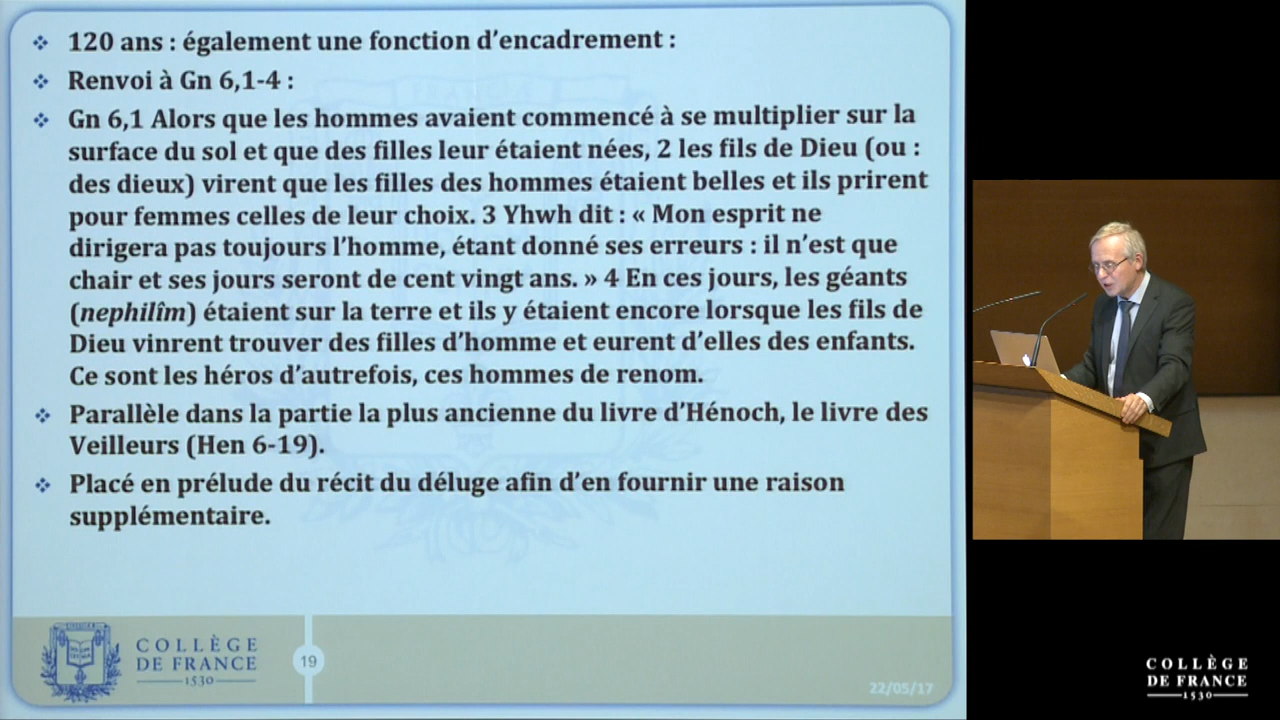 120 ans : également une fonction d’encadrement :
Renvoi à Gn 6,1-4 :
Gn 6,1 Alors que les hommes avaient commencé à se multiplier sur la
surface du sol et que des filles leur étaient nées, 2 les fils de Dieu (ou :
des dieux) virent que les filles des hommes étaient belles et ils prirent
pour femmes celles de leur choix. 3 Yhwh dit : « Mon esprit ne
dirigera pas toujours l’homme, étant donné ses erreurs : il n’est que
chair et ses jours seront de cent vingt ans. » 4 En ces jours, les géants
(nephilîm) étaient sur la terre et ils y étaient encore lorsque les fils de
Dieu vinrent trouver des filles d’homme et eurent d’elles des enfants.
Ce sont les héros d’autrefois, ces hommes de renom.
Parallèle dans la partie la plus ancienne du livre d’Hénoch, le livre des
Veilleurs (Hen 6-19).
Placé en prélude du récit du déluge afin d’en fournir une raison
supplémentaire.
COLLÈGE
DE FRANCE
1530
19
22/05/17
COLLÈGE
DE FRANCE
1530